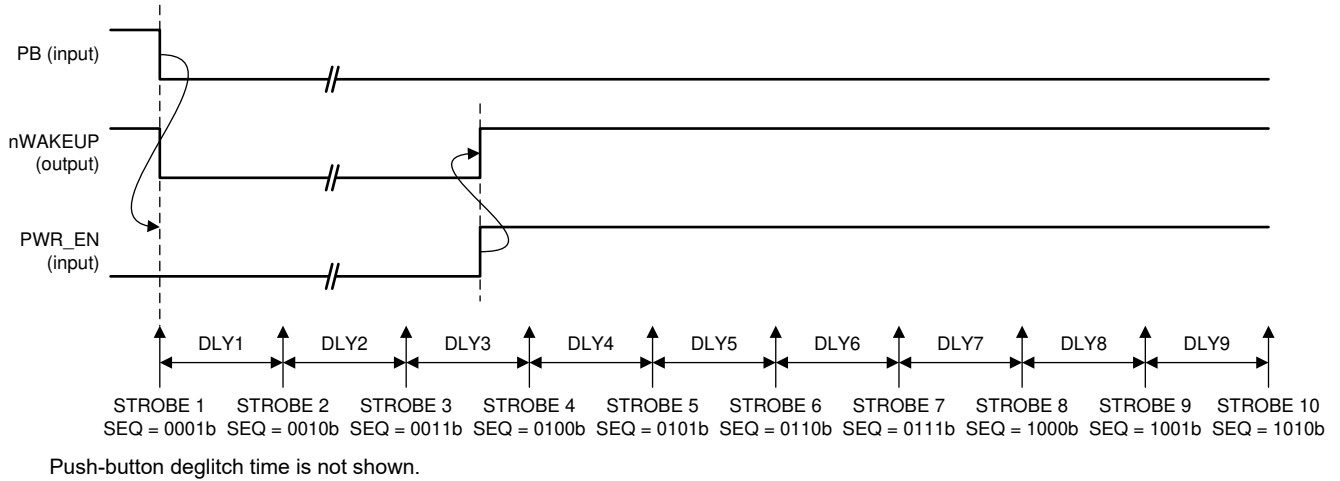 PB (input)
nWAKEUP
(output)
PWR_EN
(input)
DLY1 DLY2 DLY3 DLY4 DLY5 DLY6 DLY7 DLY8 DLY9
STROBE 1 STROBE 2 STROBE 3 STROBE 4 STROBE 5 STROBE 6 STROBE 7 STROBE 8 STROBE 9 STROBE 10
SEQ = 0001b SEQ = 0010b SEQ = 0011b SEQ = 0100b SEQ = 0101b SEQ = 0110b SEQ = 0111b SEQ = 1000b SEQ = 1001b SEQ = 1010b
Push-button deglitch time is not shown.